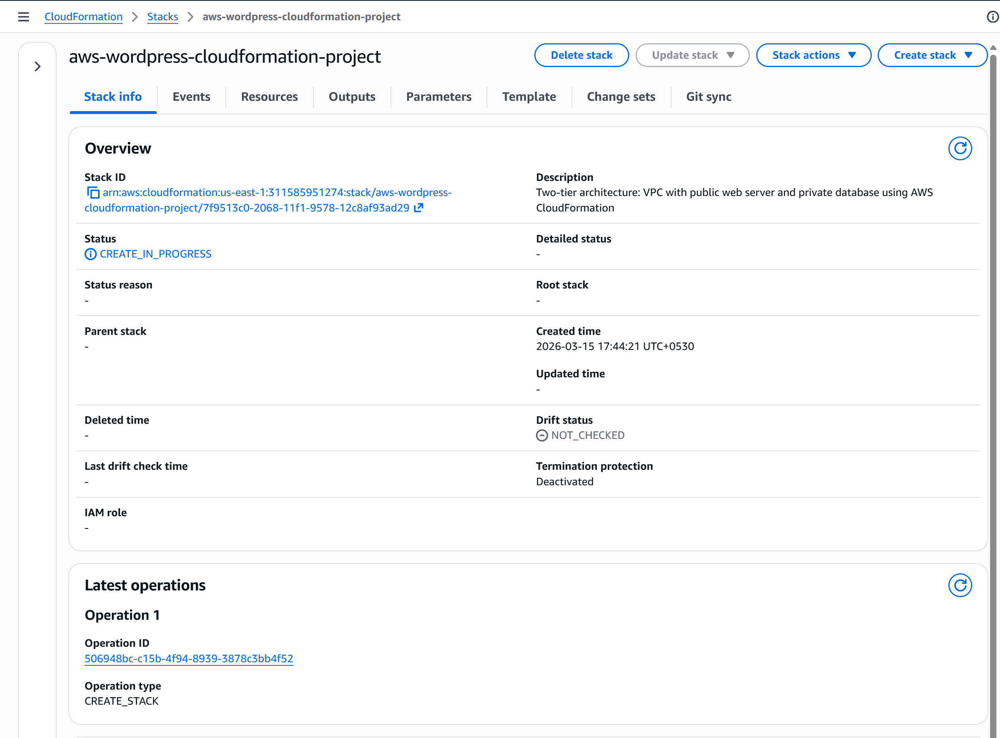 CloudFormation > Stacks > aws-wordpress-cloudformation-project
aws-wordpress-cloudformation-project
Delete stack
Update stack
Stack actions
Create stack
Stack info
Events
Resources
Outputs
Parameters
Template
Change sets
Git sync
Overview
Stack ID
arn:aws:cloudformation:us-east-1:311585951274:stack/aws-wordpress-
cloudformation-project/7f9513c0-2068-11f1-9578-12c8af93ad29
Description
Two-tier architecture: VPC with public web server and private database using AWS
CloudFormation
Status
CREATE_IN_PROGRESS
Detailed status
-
Status reason
-
Root stack
-
Parent stack
-
Created time
2026-03-15 17:44:21 UTC+0530
Updated time
-
Deleted time
-
Drift status
NOT_CHECKED
Last drift check time
-
Termination protection
Deactivated
IAM role
-
Latest operations
Operation 1
Operation ID
506948bc-c15b-4f94-8939-3878c3bb4f52
Operation type
CREATE_STACK